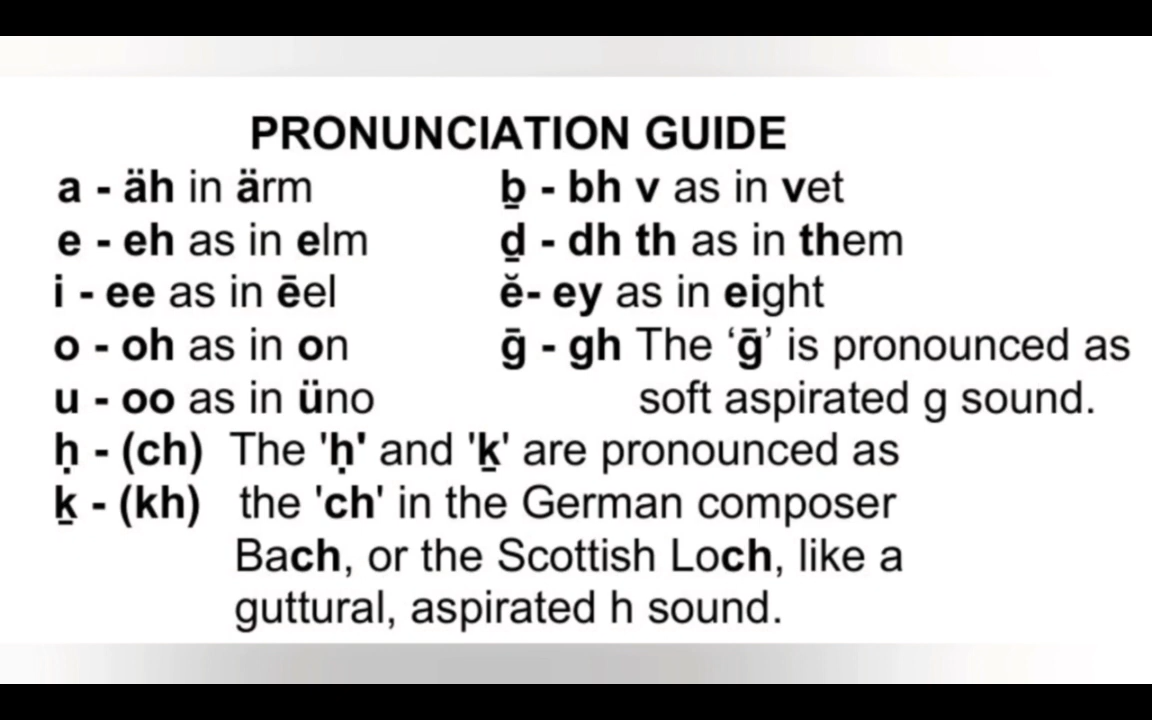 PRONUNCIATION GUIDE
a - äh in ärm
e - eh as in elm
i - ee as in ēel
o - oh as in on
u - oo as in üno
ḇ - bh v as in vet
ḏ - dh th as in them
ĕ- ey as in eight
ḡ - gh The ‘ḡ’ is pronounced as
soft aspirated g sound.
ḥ - (ch) The 'ḥ' and 'ḵ' are pronounced as
ḵ - (kh) the 'ch' in the German composer
Bach, or the Scottish Loch, like a
guttural, aspirated h sound.